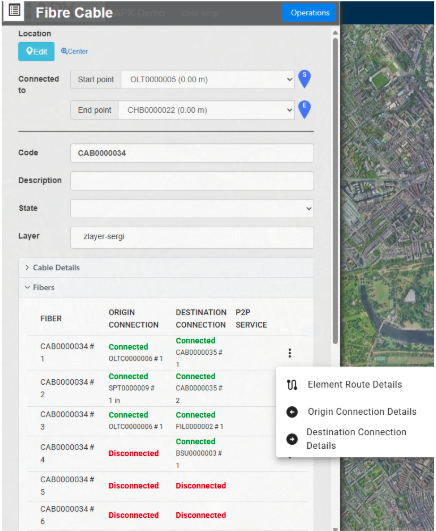 Fibre Cable
Operations
Location
Edit
Center
Connected to
Start point
OLT0000005 (0.00 m)
S
End point
CHB0000022 (0.00 m)
E
Code
CAB0000034
Description
State
Layer
zlayer-sergi
Cable Details
Fibers
FIBER
ORIGIN CONNECTION
DESTINATION CONNECTION
P2P SERVICE
CAB0000034 # 1
Connected
OLTC0000006 # 1
Connected
CAB0000035 # 1
CAB0000034 # 2
Connected
SPT0000009 # 1 in
Connected
CAB0000035 # 2
CAB0000034 # 3
Connected
OLTC0000006 # 1
Connected
FIL0000002 # 1
CAB0000034 # 4
Disconnected
Connected
BSU0000003 # 1
CAB0000034 # 5
Disconnected
Disconnected
CAB0000034 # 6
Disconnected
Disconnected
Element Route Details
Origin Connection Details
Destination Connection
Details